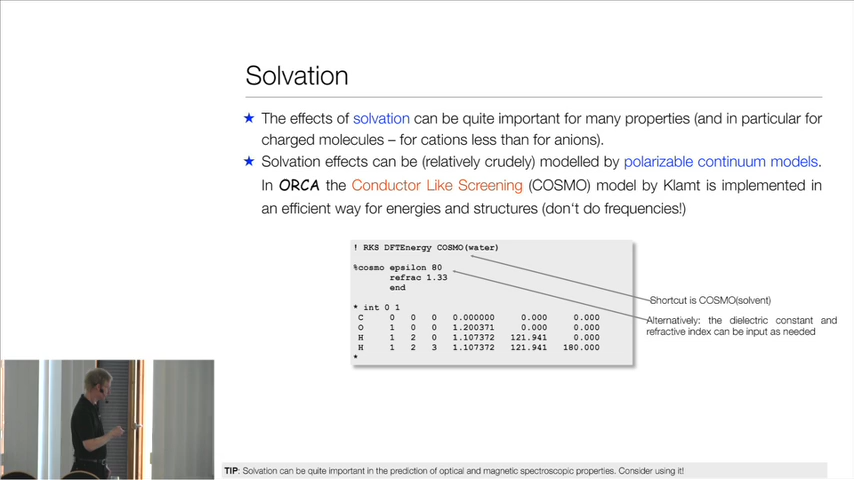 Solvation
★ The effects of solvation can be quite important for many properties (and in particular for
charged molecules – for cations less than for anions).
★ Solvation effects can be (relatively crudely) modelled by polarizable continuum models.
In ORCA the Conductor Like Screening (COSMO) model by Klamt is implemented in
an efficient way for energies and structures (don't do frequencies!)
! RKS DFTEnergy COSMO(water)
%cosmo epsilon 80
refrac 1.33
end
* int 0 1
C 0 0 0 0.000000 0.000 0.000
O 1 0 0 1.200371 0.000 0.000
H 1 2 0 1.107372 121.941 0.000
H 1 2 3 1.107372 121.941 180.000
*
Shortcut is COSMO(solvent)
Alternatively: the dielectric constant and
refractive index can be input as needed
TIP: Solvation can be quite important in the prediction of optical and magnetic spectroscopic properties. Consider using it!